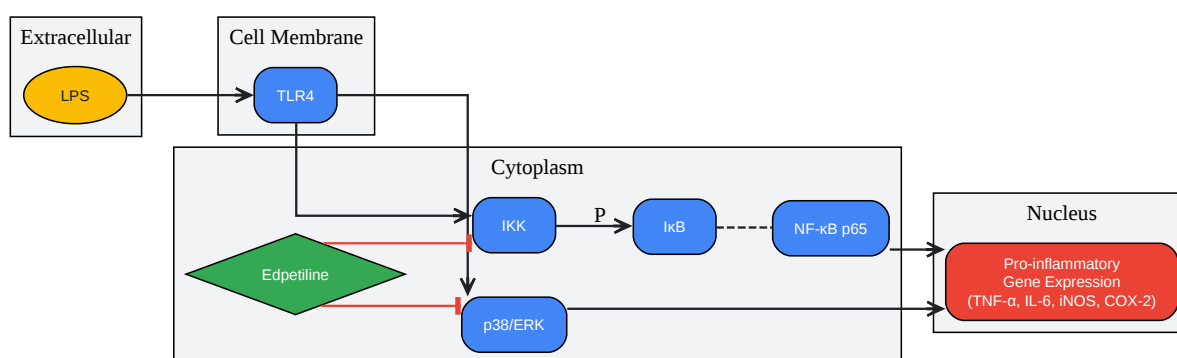 Extracellular
Cell Membrane
LPS
TLR4
Cytoplasm
IKK
P
IκB
NF-κB p65
Nucleus
Edpetiline
Pro-inflammatory
Gene Expression
(TNF-α, IL-6, iNOS, COX-2)
p38/ERK